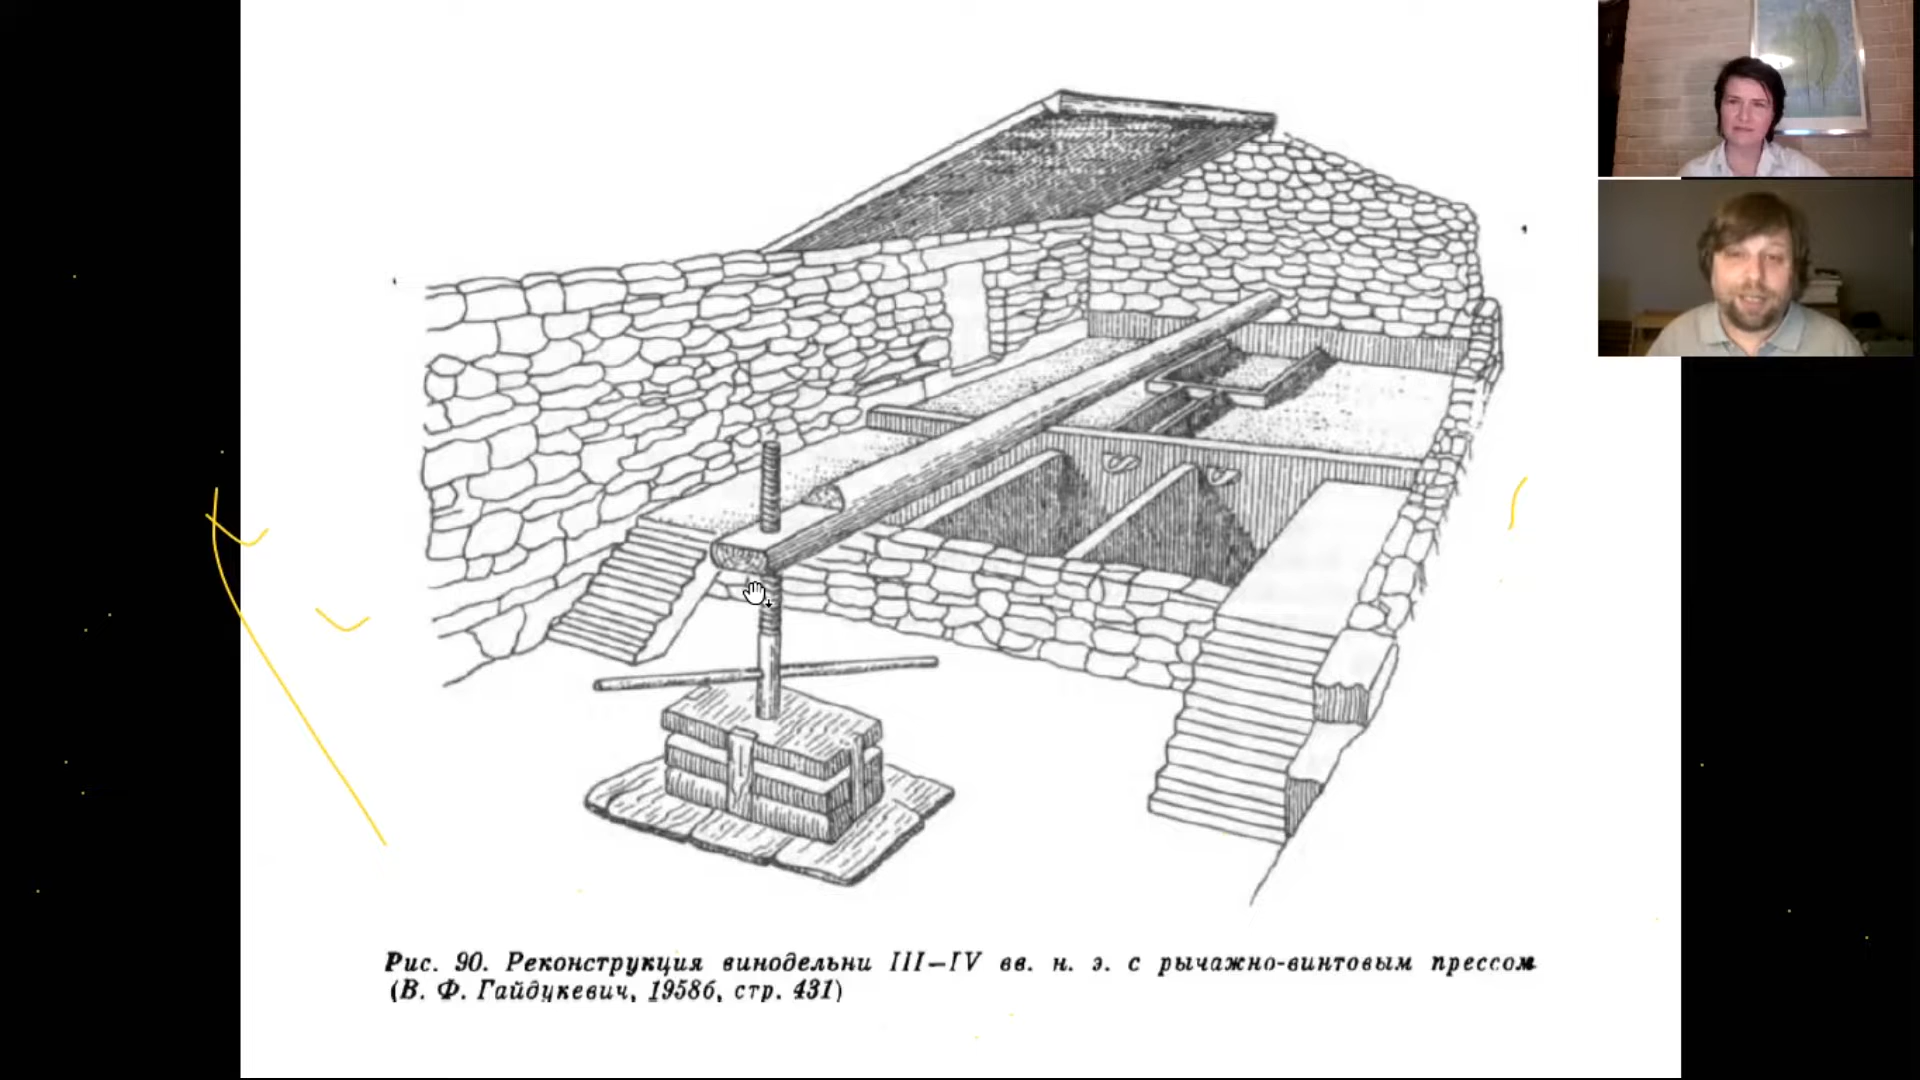 Рис. 90. Реконструкция винодельни III—IV вв. н. э. с рычажно-винтовым прессом
(В. Ф. Гайдукевич, 1958б, стр. 431)